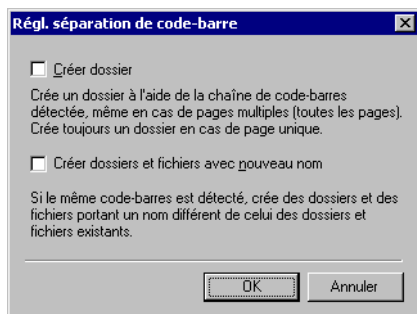 Régl. séparation de code-barre
Créer dossier
Crée un dossier à l'aide de la chaîne de code-barres
détectée, même en cas de pages multiples (toutes les pages).
Crée toujours un dossier en cas de page unique.
Créer dossiers et fichiers avec nouveau nom
Si le même code-barres est détecté, crée des dossiers et des
fichiers portant un nom différent de celui des dossiers et
fichiers existants.
OK
Annuler